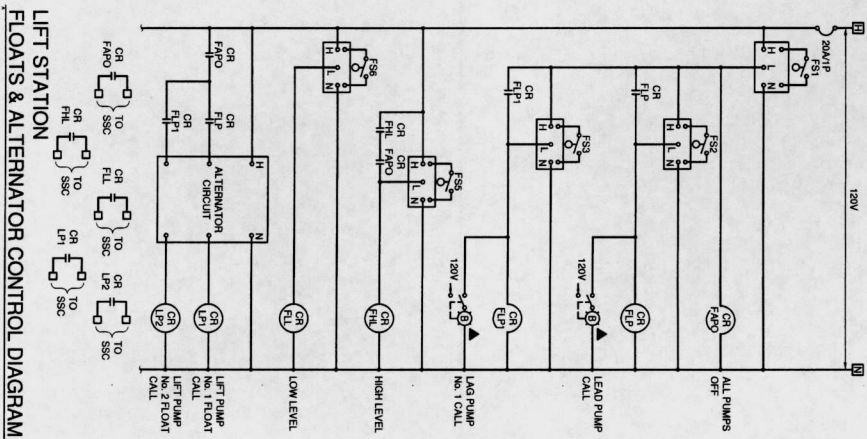 H
120V
N
20A/1P
FS1
H L N
CR
FAPO
ALL PUMPS
OFF
FS2
H L N
CR
FLP
CR
FLP
LEAD PUMP
CALL
120V
R
FS3
H L N
CR
FLP1
CR
FLP1
LAG PUMP
No. 1 CALL
120V
R
FS5
H L N
CR
FHL
CR
FAPO
CR
FHL
HIGH LEVEL
FS6
H L N
CR
FLL
LOW LEVEL
H
N
ALTERNATOR
CIRCUIT
CR
FAPO
CR
FLP
CR
LP1
LIFT PUMP
No. 1 FLOAT
CALL
CR
FLP1
CR
LP2
LIFT PUMP
No. 2 FLOAT
CALL
CR
FAPO
TO
SSC
CR
FHL
TO
SSC
CR
FLL
TO
SSC
CR
LP1
TO
SSC
CR
LP2
TO
SSC
LIFT STATION
FLOATS & ALTERNATOR CONTROL DIAGRAM